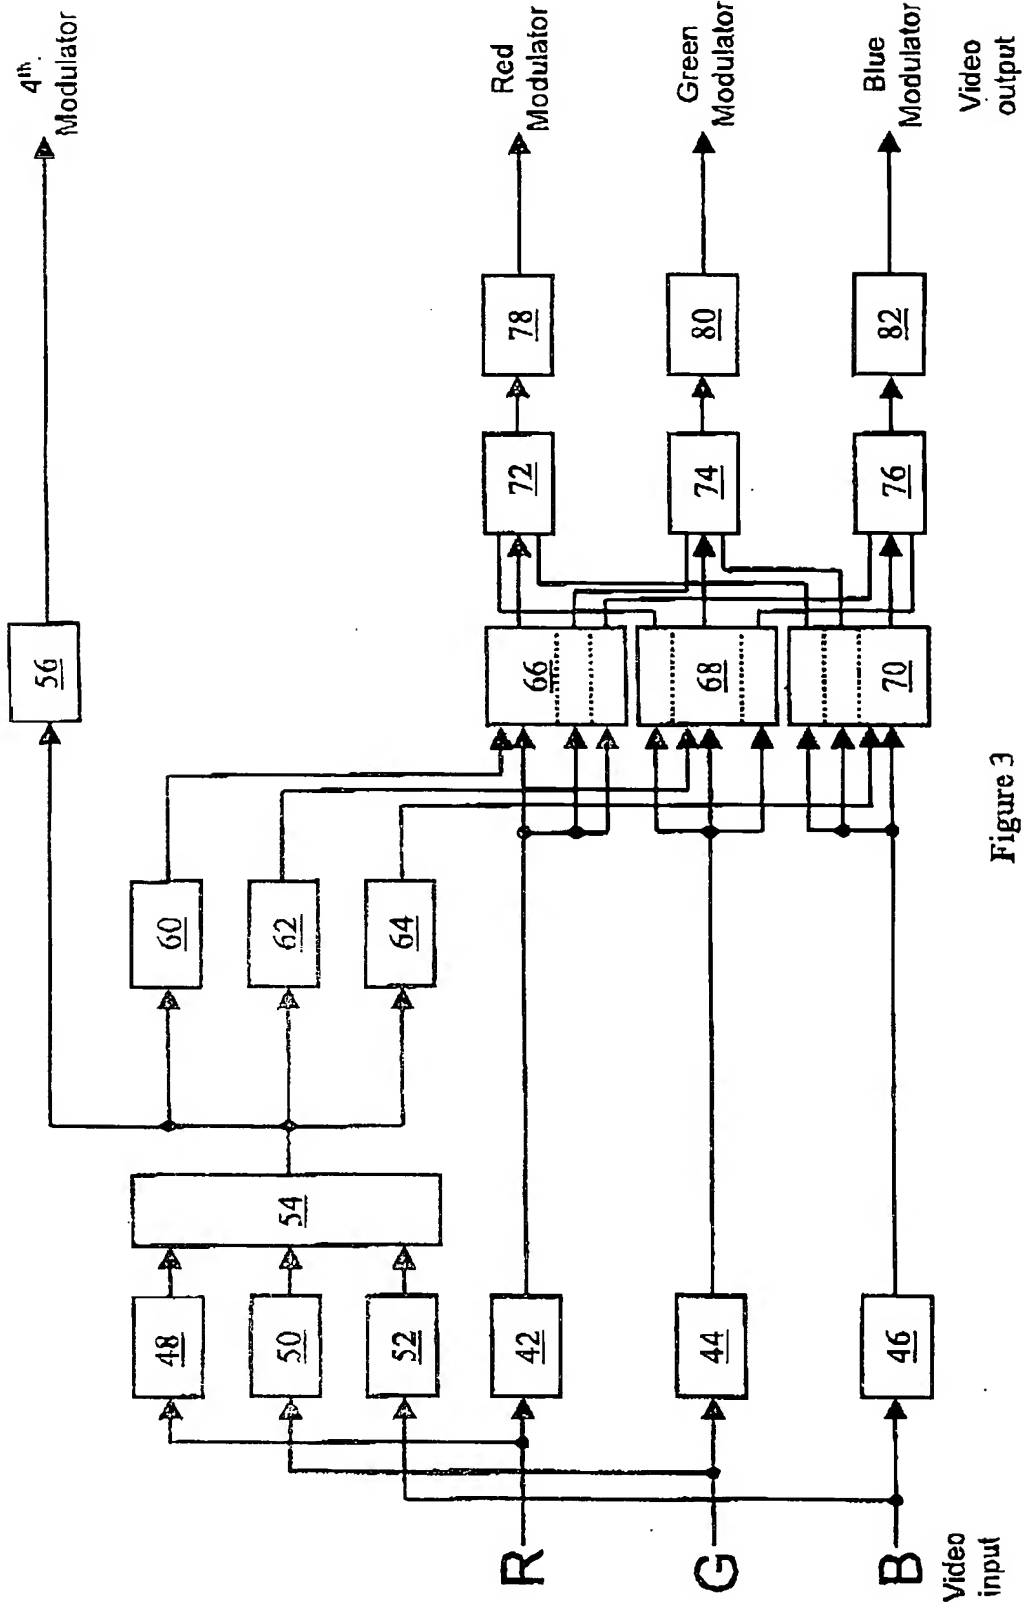 4th.
Modulator
Red
Modulator
Green
Modulator
Blue
Modulator
Video
output
56
60
62
64
66
68
70
72
74
76
78
80
82
54
48
50
52
42
44
46
R
G
B
Video
input
Figure 3